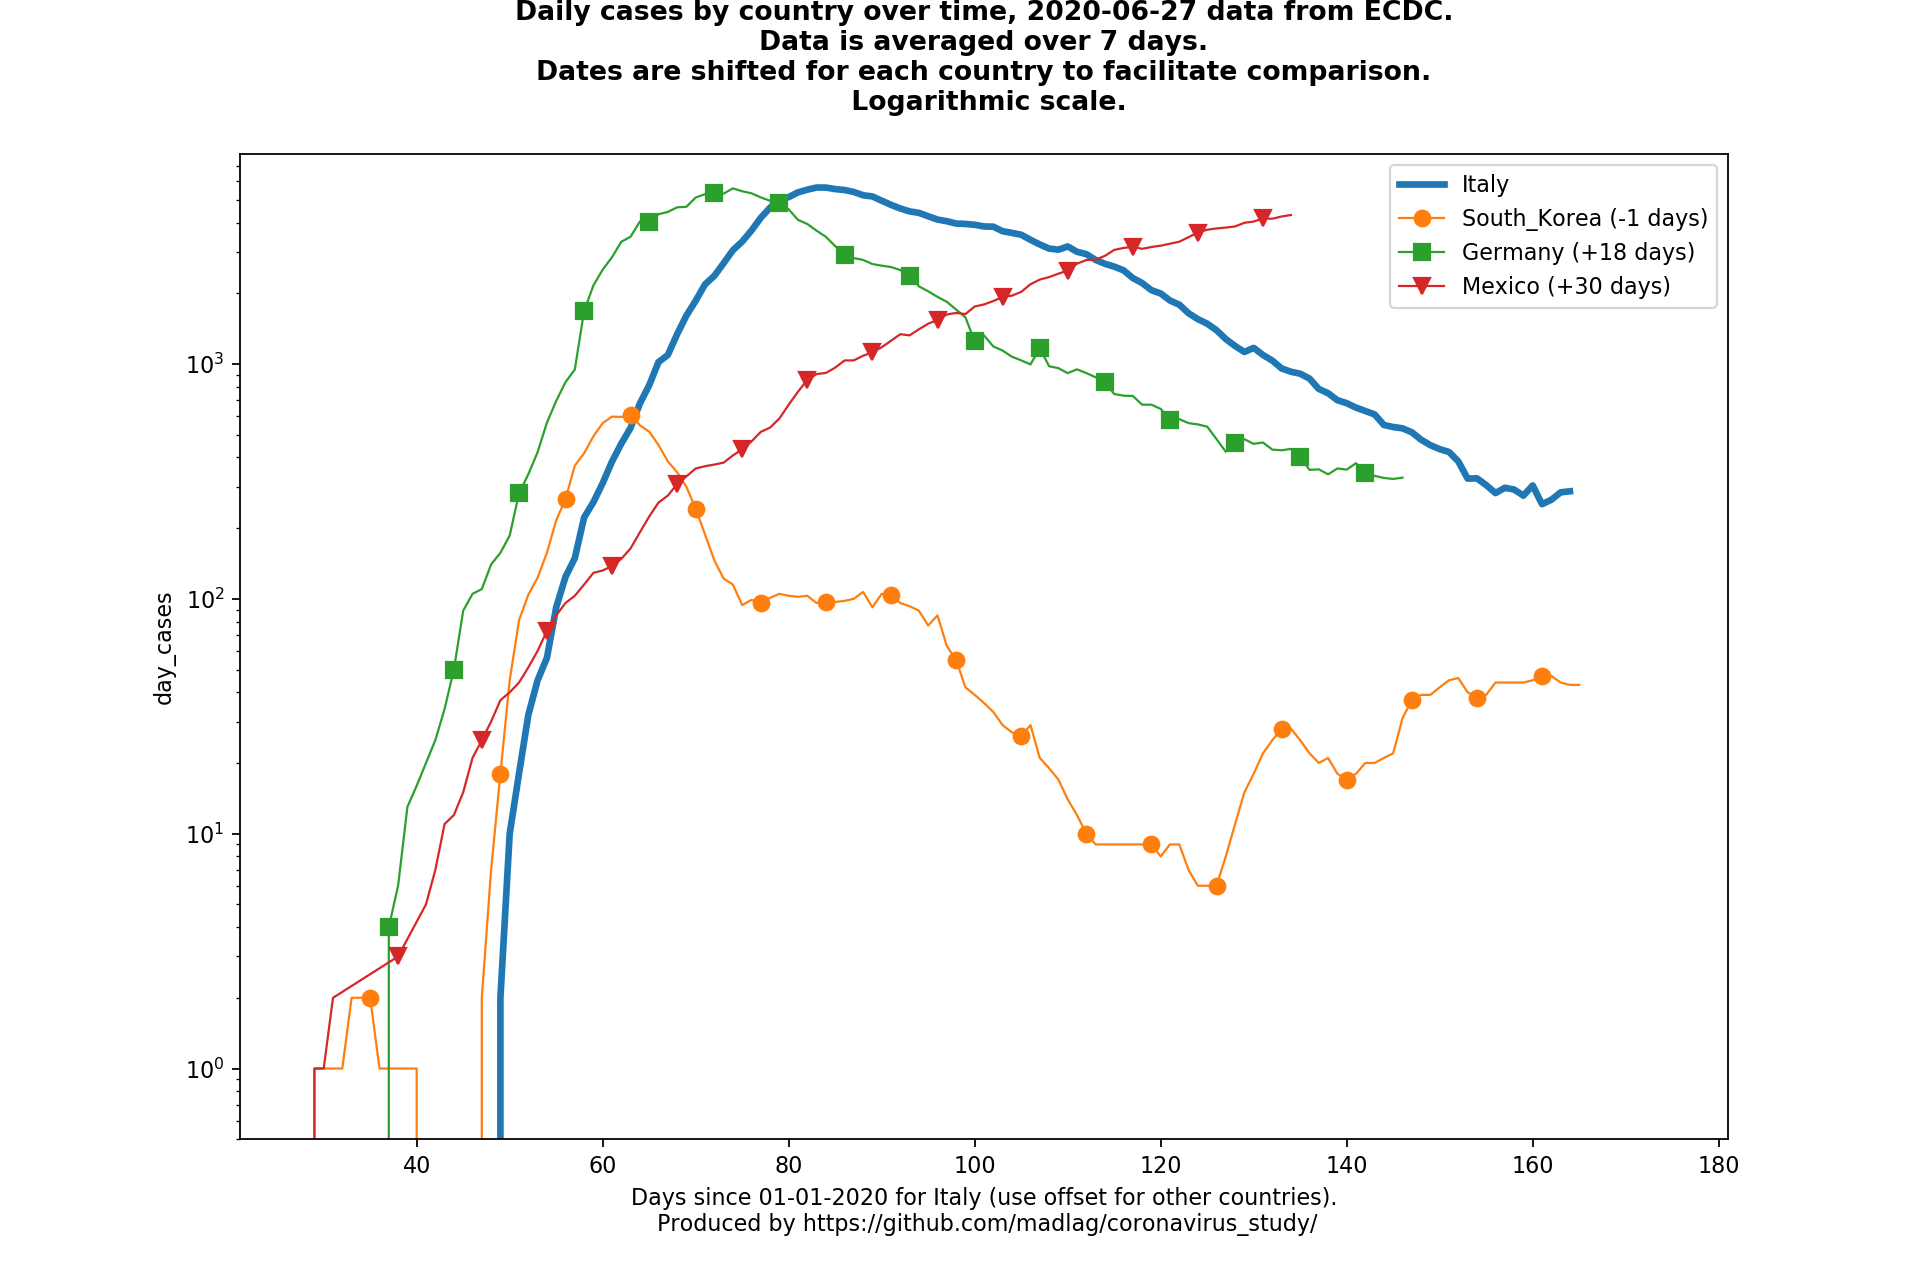 Daily cases by country over time, 2020-06-27 data from ECDC.
Data is averaged over 7 days.
Dates are shifted for each country to facilitate comparison.
Logarithmic scale.
Italy
South_Korea (-1 days)
Germany (+18 days)
Mexico (+30 days)
day_cases
10³
10²
10¹
10⁰
40 60 80 100 120 140 160 180
Days since 01-01-2020 for Italy (use offset for other countries).
Produced by https://github.com/madlag/coronavirus_study/